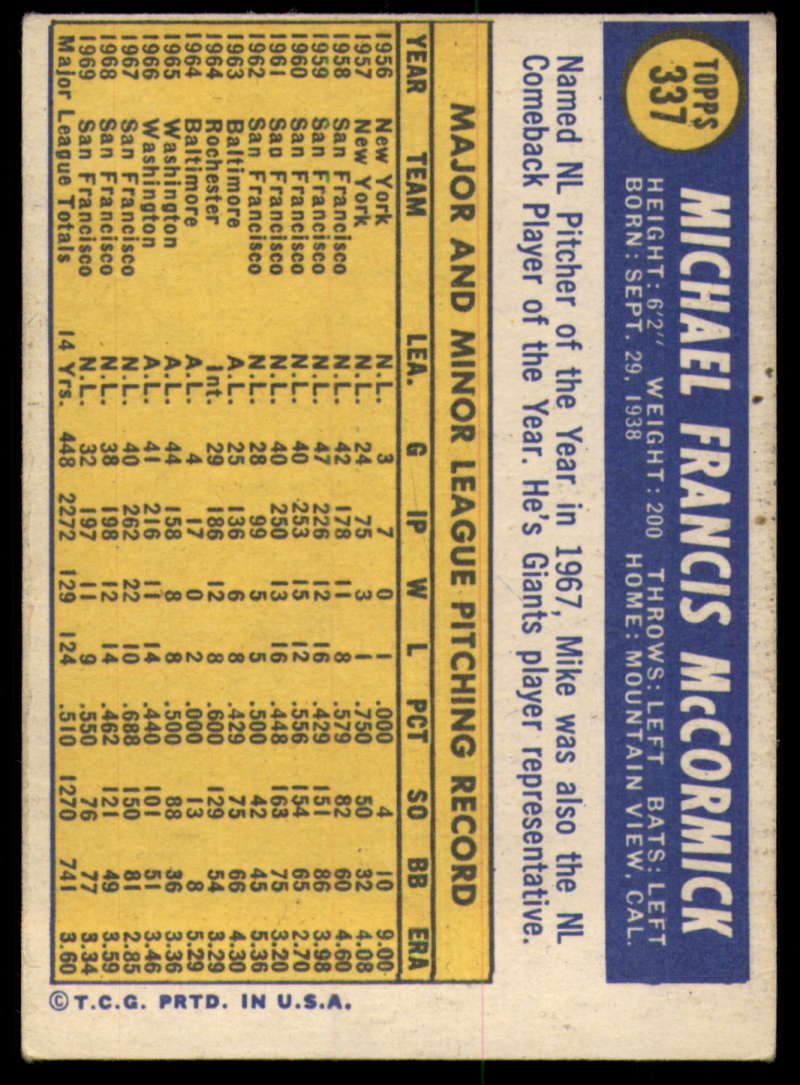 TOPPS
337
MICHAEL FRANCIS McCORMICK
HEIGHT: 6'2" WEIGHT: 200 THROWS: LEFT BATS: LEFT
BORN: SEPT. 29, 1938 HOME: MOUNTAIN VIEW, CAL.
Named NL Pitcher of the Year in 1967, Mike was also the NL
Comeback Player of the Year. He's Giants player representative.
MAJOR AND MINOR LEAGUE PITCHING RECORD
YEAR TEAM LEA. G IP W L PCT SO BB ERA
1956 New York N.L. 3 7 0 1 .000 4 10 9.00
1957 New York N.L. 24 75 3 1 .750 50 32 4.08
1958 San Francisco N.L. 42 178 11 8 .579 82 60 4.60
1959 San Francisco N.L. 47 226 12 16 .429 151 86 3.98
1960 San Francisco N.L. 40 253 15 12 .556 154 65 2.70
1961 San Francisco N.L. 40 250 13 16 .448 163 75 3.20
1962 San Francisco N.L. 28 99 5 5 .500 42 45 5.36
1963 Baltimore A.L. 25 136 6 8 .429 75 66 4.30
1964 Rochester Int. 29 186 12 8 .600 129 54 3.29
1964 Baltimore A.L. 4 17 0 2 .000 13 8 5.29
1965 Washington A.L. 44 158 8 8 .500 88 36 3.36
1966 Washington A.L. 41 216 11 14 .440 101 51 3.46
1967 San Francisco N.L. 40 262 22 10 .688 150 81 2.85
1968 San Francisco N.L. 38 198 12 14 .462 121 49 3.59
1969 San Francisco N.L. 32 197 11 9 .550 76 77 3.34
Major League Totals 14 Yrs. 448 2272 129 124 .510 1270 741 3.60
© T.C.G. PRTD. IN U.S.A.